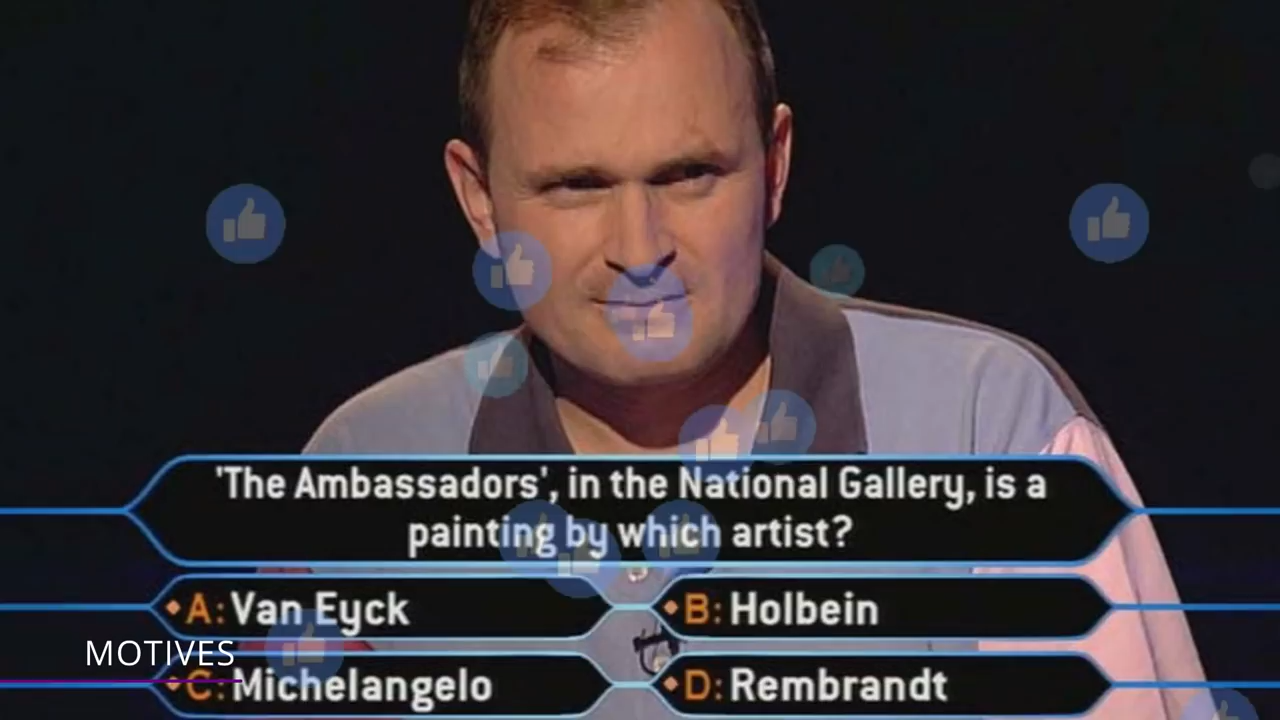 'The Ambassadors', in the National Gallery, is a
painting by which artist?
A: Van Eyck
B: Holbein
C: Michelangelo
D: Rembrandt
MOTIVES